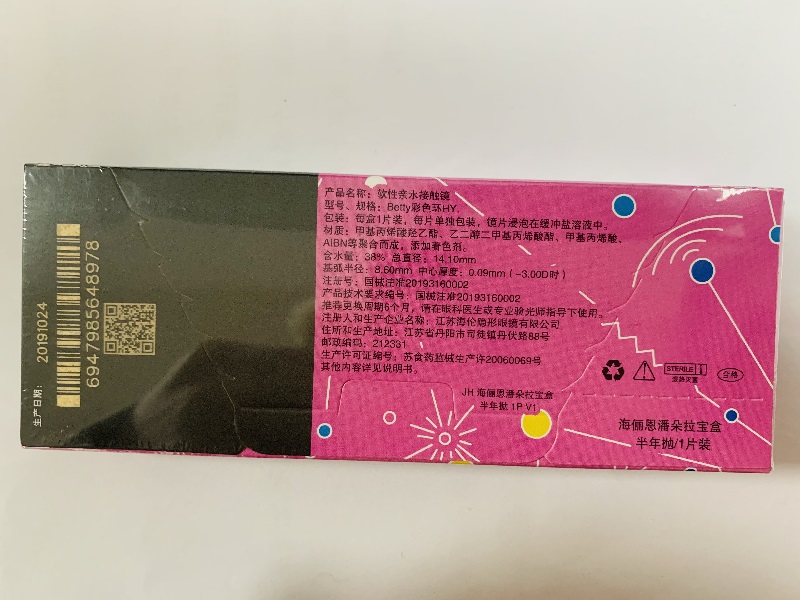 生产日期:
20191024
6947985648978
产品名称：软性亲水接触镜
型号、规格：Betty彩色环HY.
包装：每盒1片装，每片单独包装，镜片浸泡在缓冲盐溶液中。
材质：甲基丙烯酸羟乙酯、乙二醇二甲基丙烯酸酯、甲基丙烯酸、
AIBN等聚合而成，添加着色剂。
含水量：38% 总直径：14.10mm
基弧半径：8.60mm 中心厚度：0.09mm（-3.00D时）
注册号：国械注准20193160002
产品技术要求编号：国械注准20193160002
推荐更换周期6个月，请在眼科医生或专业验光师指导下使用。
注册人和生产企业名称：江苏海伦隐形眼镜有限公司
住所和生产地址：江苏省丹阳市司徒镇丹伏路88号
邮政编码：212331
生产许可证编号：苏食药监械生产许20060069号
其他内容详见说明书。
STERILE
湿热灭菌
合格
JH 海俪恩潘朵拉宝盒
半年抛 1P V1
海俪恩潘朵拉宝盒
半年抛/1片装